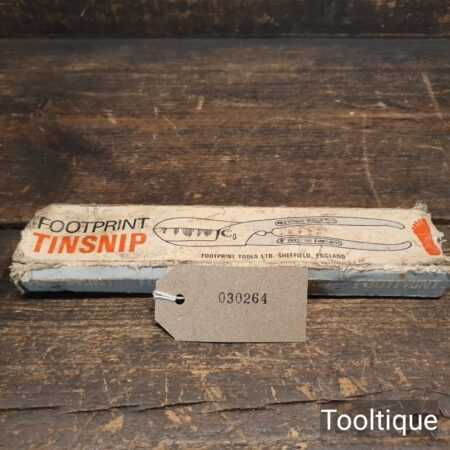 FOOTPRINT
TINSNIP
FOOTPRINT TOOLS LTD. SHEFFIELD, ENGLAND
FOOTPRINT
030264
Tooltique